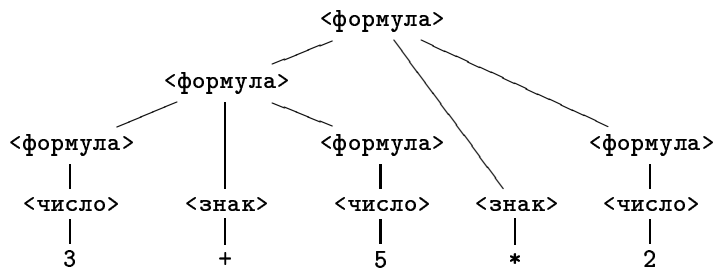 <формула>
<формула>
<формула> <формула> <формула>
<число> <знак> <число> <знак> <число>
3 + 5 * 2